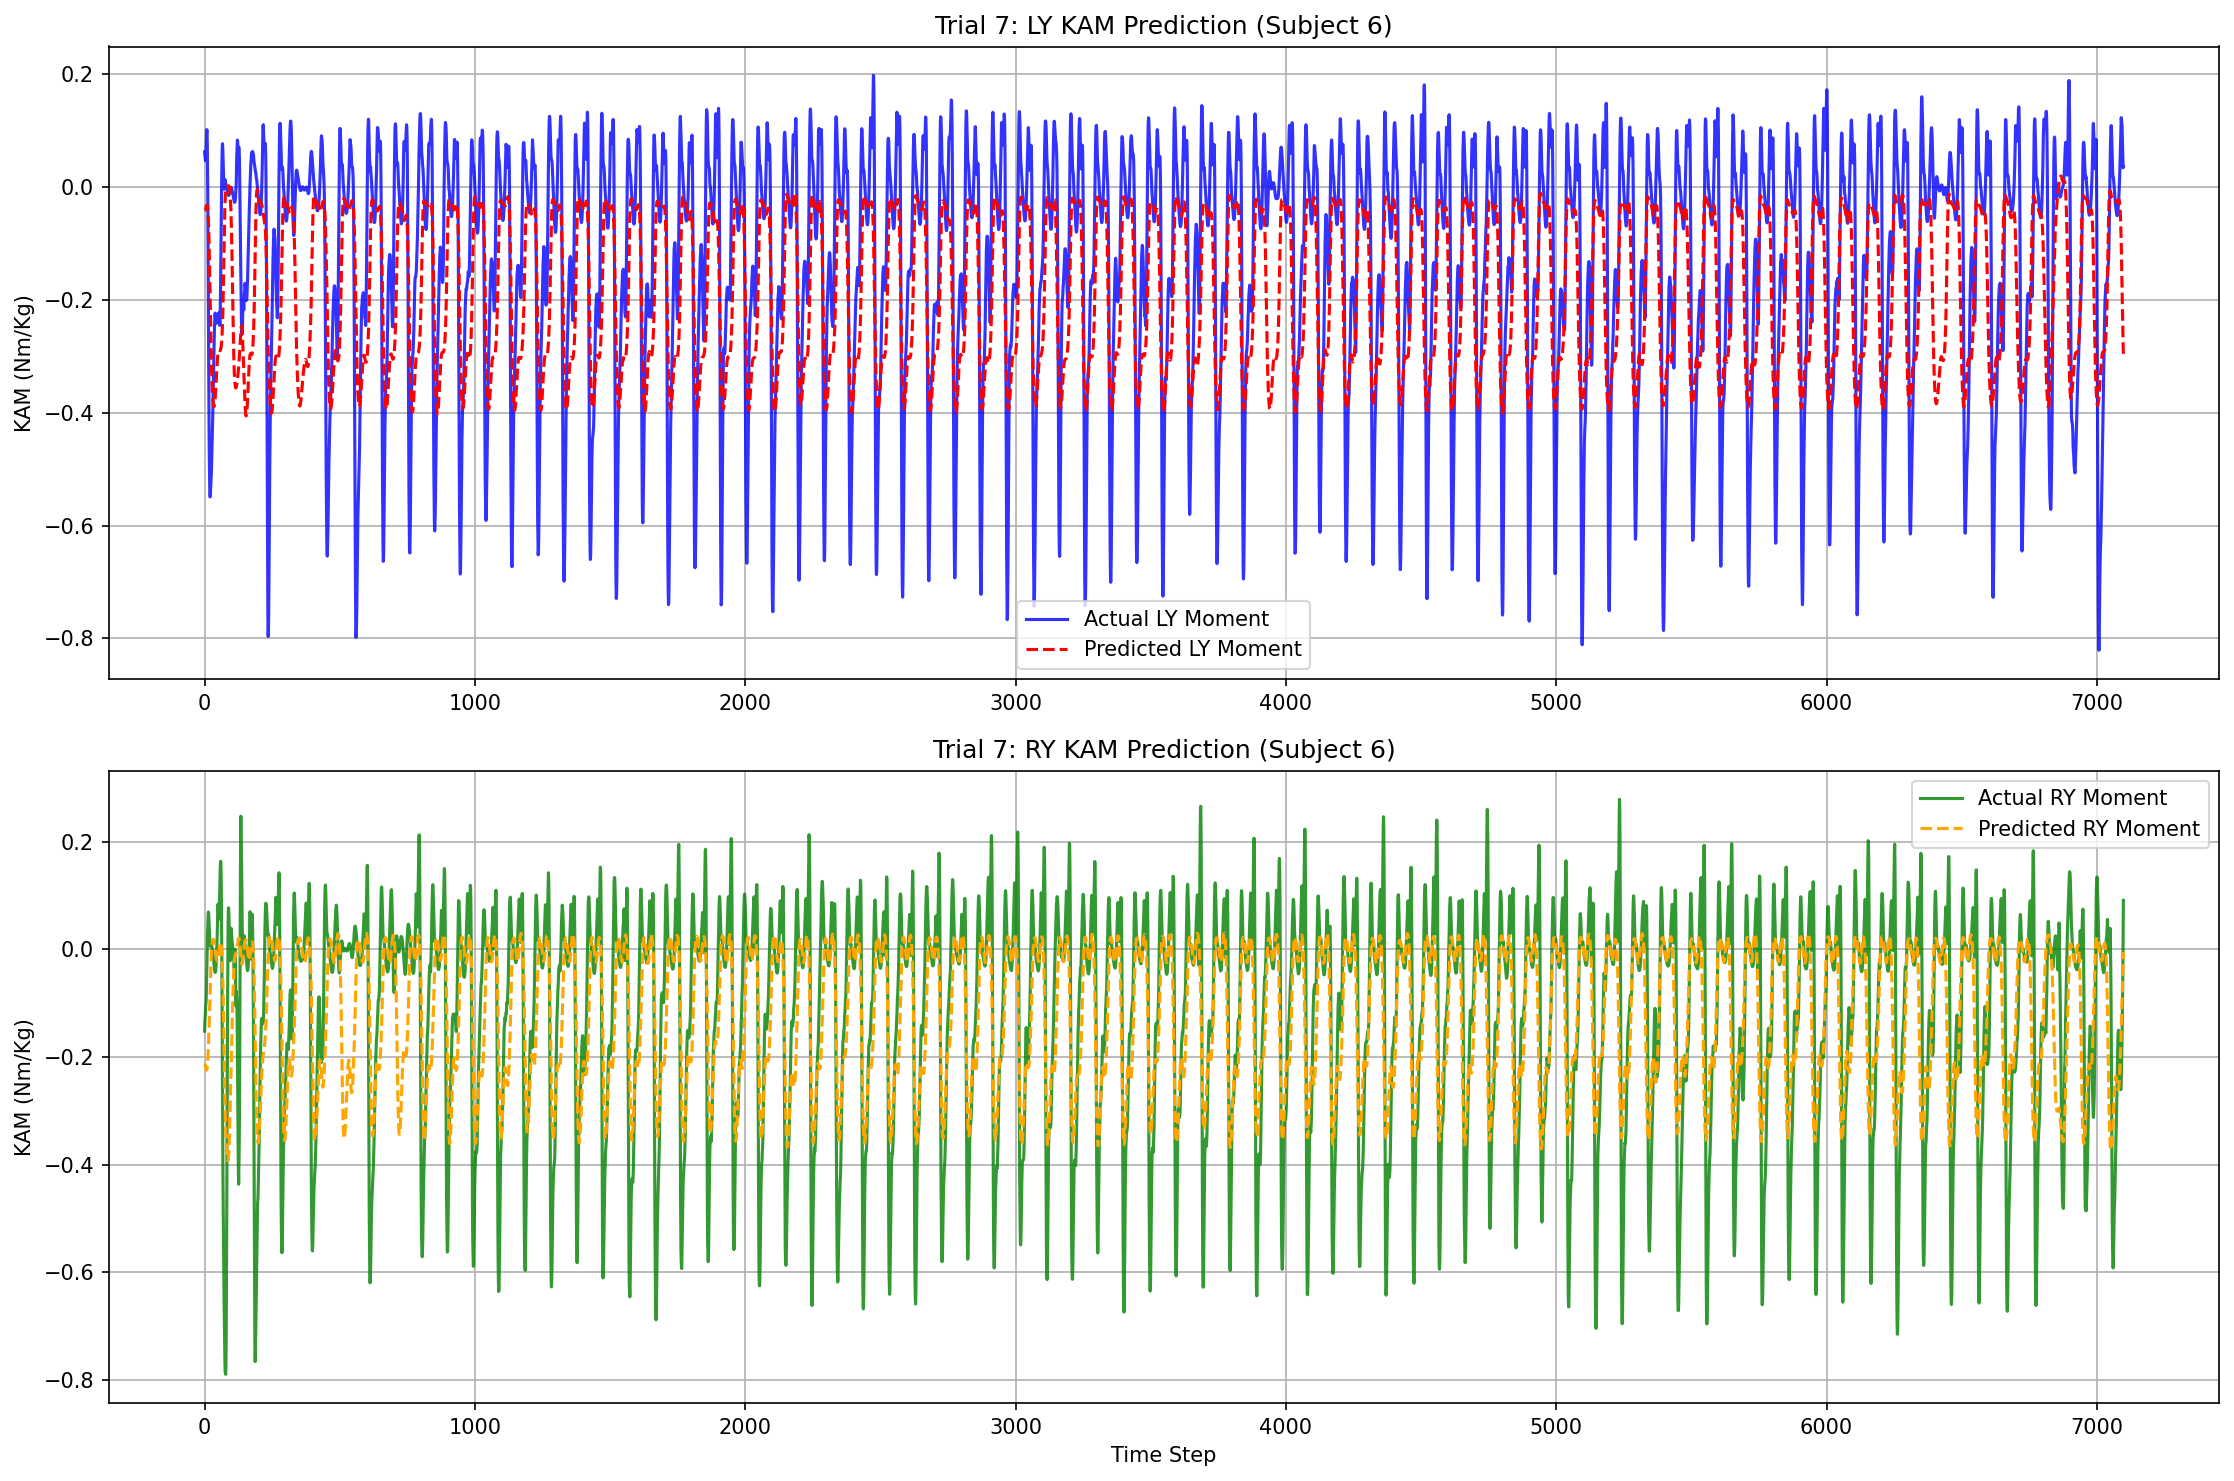 Trial 7: LY KAM Prediction (Subject 6)
KAM (Nm/Kg)
0.2
0.0
−0.2
−0.4
−0.6
−0.8
Actual LY Moment
Predicted LY Moment
0 1000 2000 3000 4000 5000 6000 7000
Trial 7: RY KAM Prediction (Subject 6)
KAM (Nm/Kg)
0.2
0.0
−0.2
−0.4
−0.6
−0.8
Actual RY Moment
Predicted RY Moment
0 1000 2000 3000 4000 5000 6000 7000
Time Step